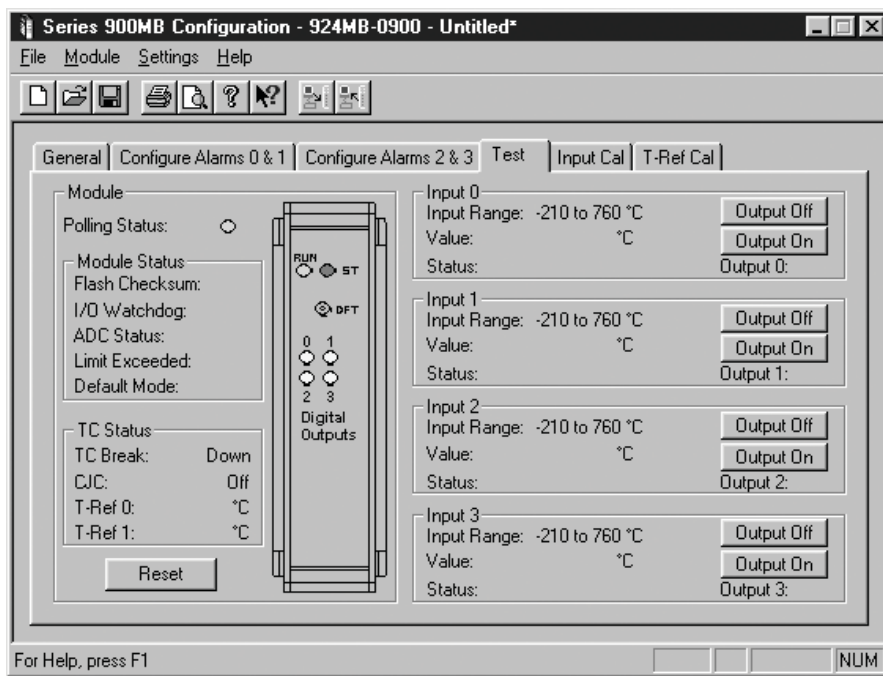 Series 900MB Configuration - 924MB-0900 - Untitled*
File Module Settings Help
General Configure Alarms 0 & 1 Configure Alarms 2 & 3 Test Input Cal T-Ref Cal
Module
Polling Status:
Module Status
Flash Checksum:
I/O Watchdog:
ADC Status:
Limit Exceeded:
Default Mode:
TC Status
TC Break: Down
CJC: Off
T-Ref 0: °C
T-Ref 1: °C
Reset
RUN
ST
DFT
0 1
2 3
Digital
Outputs
Input 0
Input Range: -210 to 760 °C Output Off
Value: °C Output On
Status: Output 0:
Input 1
Input Range: -210 to 760 °C Output Off
Value: °C Output On
Status: Output 1:
Input 2
Input Range: -210 to 760 °C Output Off
Value: °C Output On
Status: Output 2:
Input 3
Input Range: -210 to 760 °C Output Off
Value: °C Output On
Status: Output 3:
For Help, press F1 NUM